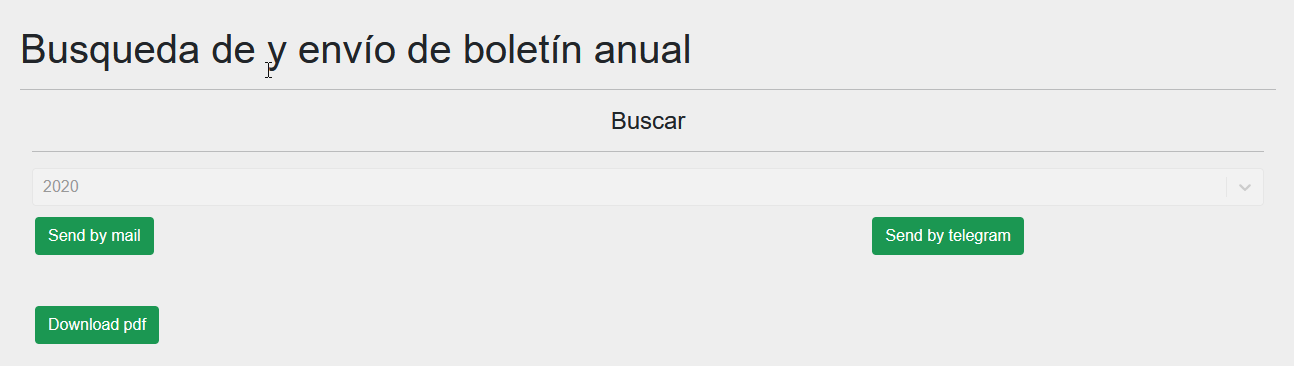 Busqueda de y envío de boletín anual
Buscar
2020
Send by mail
Send by telegram
Download pdf